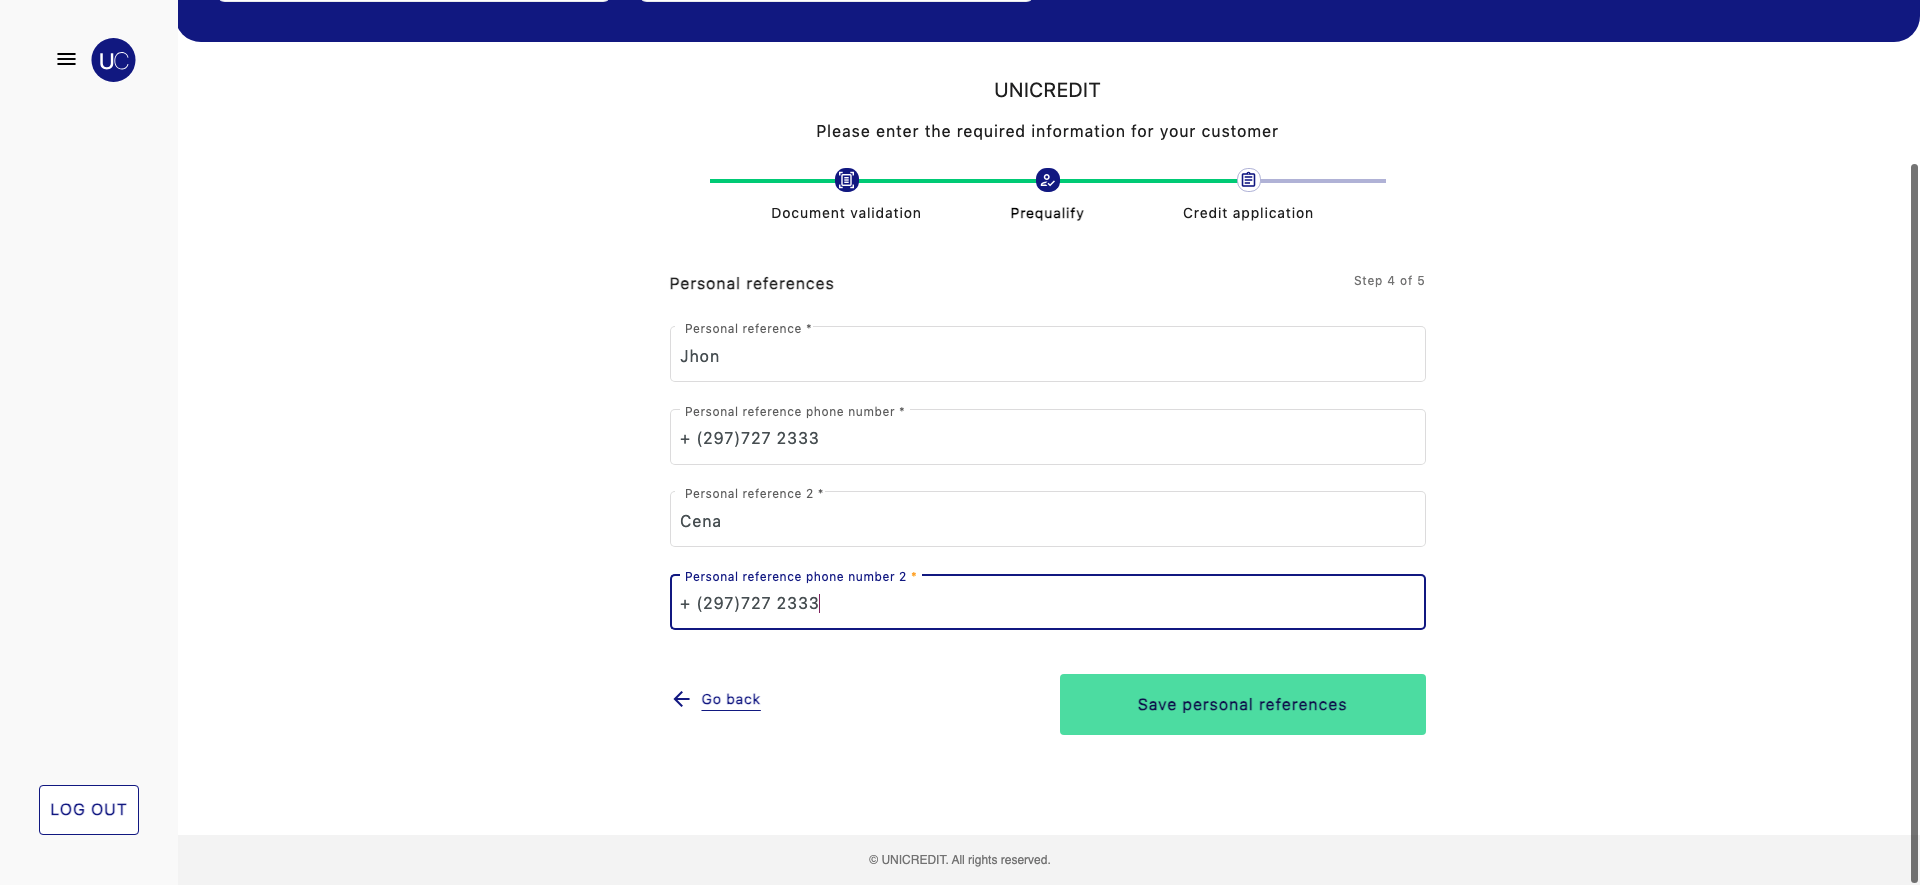 UC
UNICREDIT
Please enter the required information for your customer
Document validation
Prequalify
Credit application
Personal references
Step 4 of 5
Personal reference *
Jhon
Personal reference phone number *
+ (297)727 2333
Personal reference 2 *
Cena
Personal reference phone number 2 *
+ (297)727 2333
Go back
Save personal references
LOG OUT
© UNICREDIT. All rights reserved.